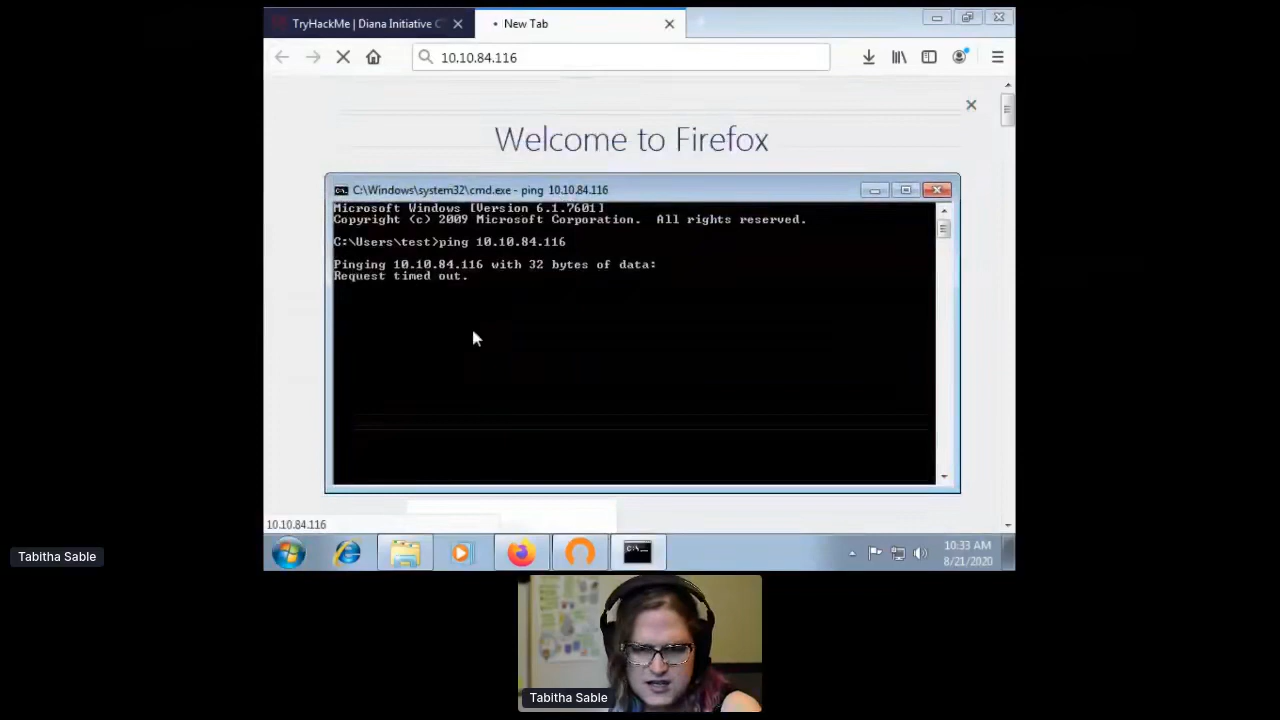 TryHackMe | Diana Initiative C
New Tab
10.10.84.116
Welcome to Firefox
C:\Windows\system32\cmd.exe - ping 10.10.84.116
Microsoft Windows [Version 6.1.7601]
Copyright (c) 2009 Microsoft Corporation. All rights reserved.
C:\Users\test>ping 10.10.84.116
Pinging 10.10.84.116 with 32 bytes of data:
Request timed out.
10.10.84.116
10:33 AM
8/21/2020
Tabitha Sable
Tabitha Sable